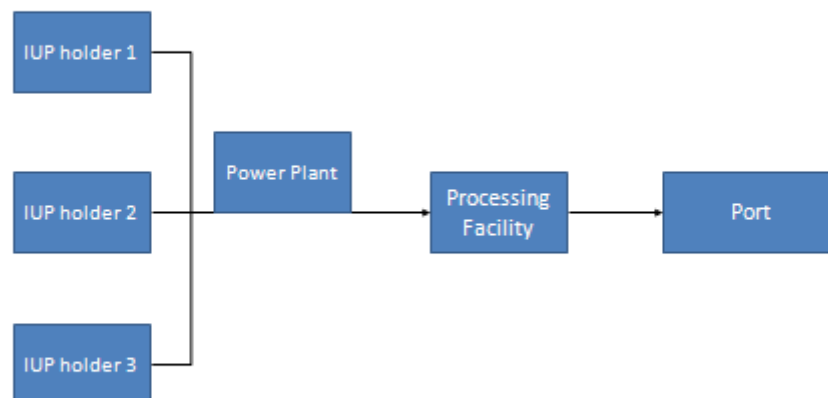 IUP holder 1
Power Plant
IUP holder 2
Processing
Facility
Port
IUP holder 3